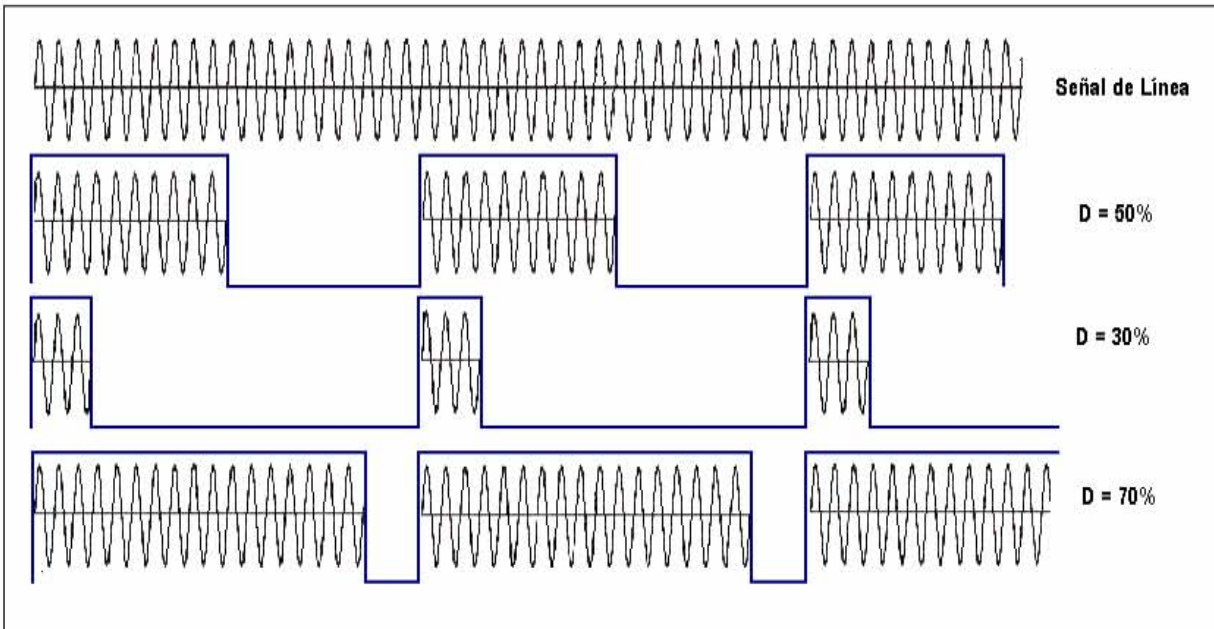 Señal de Línea
D = 50%
D = 30%
D = 70%